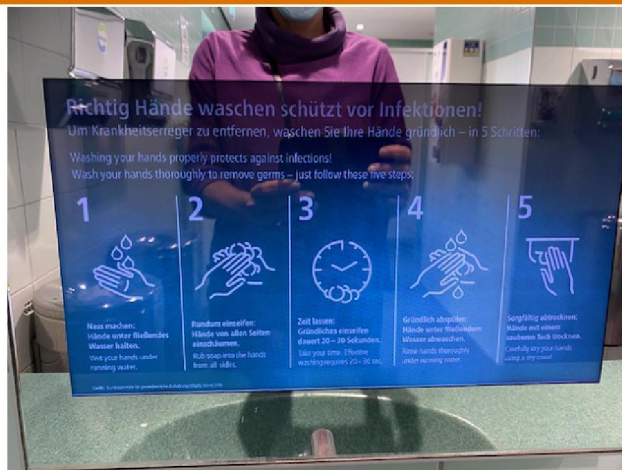 Richtig Hände waschen schützt vor Infektionen!
Um Krankheitserreger zu entfernen, waschen Sie Ihre Hände gründlich – in 5 Schritten:
Washing your hands properly protects against infections!
Wash your hands thoroughly to remove germs – just follow these five steps:
1
2
3
4
5
Nass machen:
Hände unter fließendes
Wasser halten.
Wet your hands under
running water.
Rundum einseifen:
Hände von allen Seiten
einschäumen.
Rub soap into the hands
from all sides.
Zeit lassen:
Gründliches einseifen
dauert 20 – 30 Sekunden.
Take your time. Effective
washing requires 20 – 30 sec.
Gründlich abspülen:
Hände unter fließendem
Wasser abwaschen.
Rinse hands thoroughly
under running water.
Sorgfältig abtrocknen:
Hände mit einem
sauberen Tuch trocknen.
Carefully dry your hands
using a dry towel.